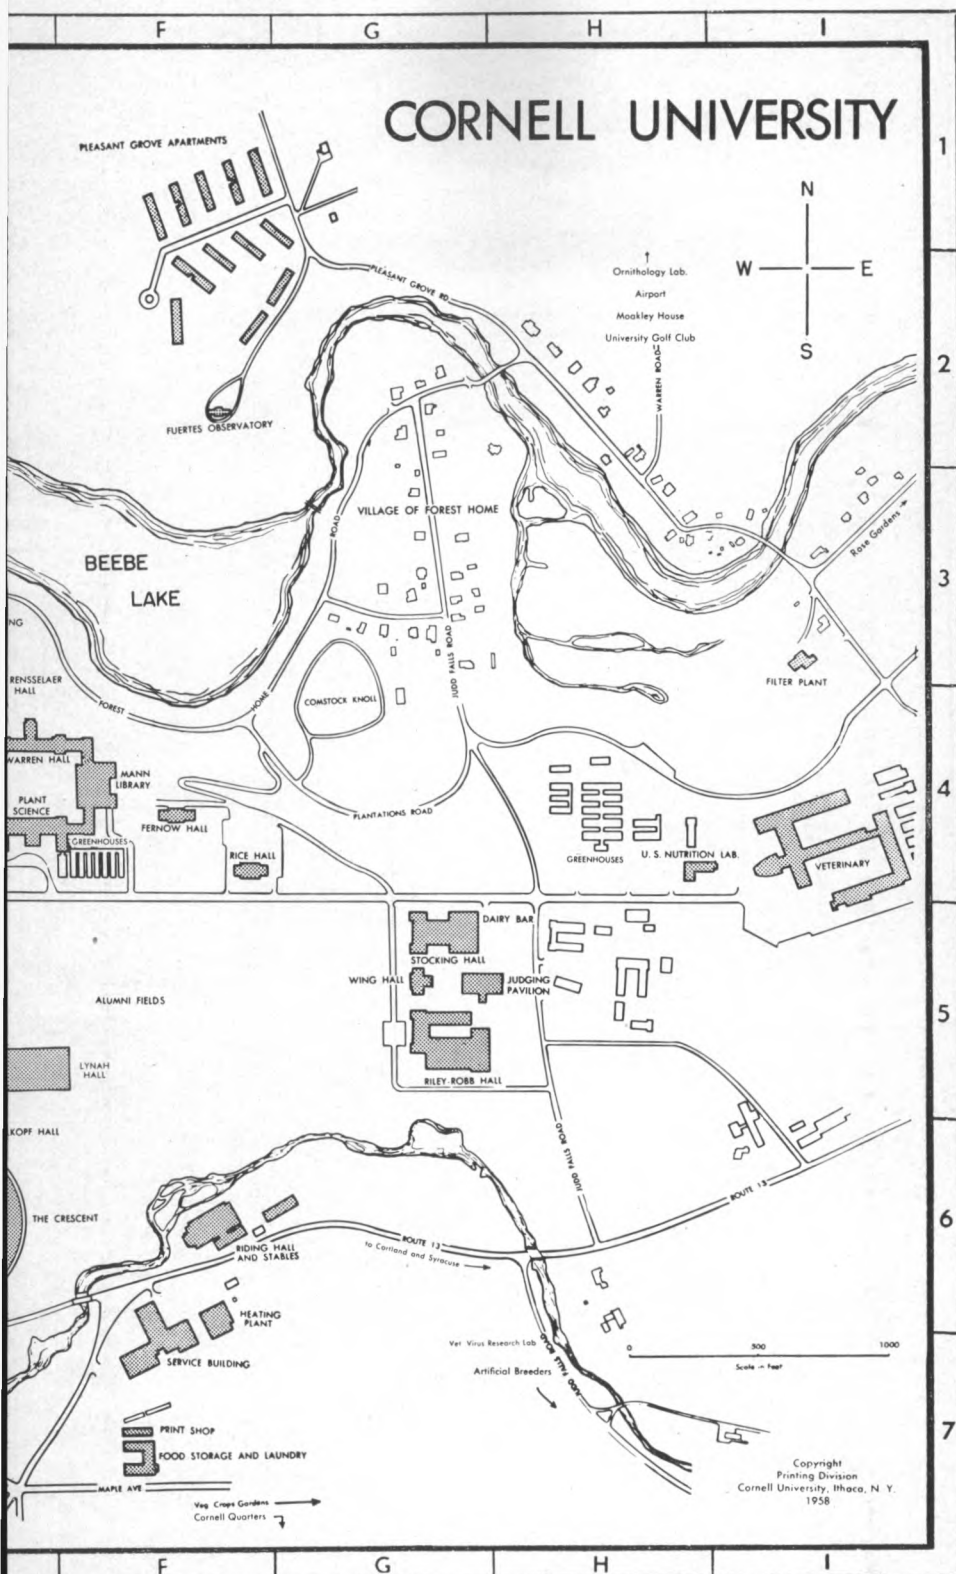 F G H I
CORNELL UNIVERSITY
1
PLEASANT GROVE APARTMENTS
N
W E
S
PLEASANT GROVE RD
Ornithology Lab.
Airport
Moakley House
University Golf Club
WARREN ROAD
2
FUERTES OBSERVATORY
VILLAGE OF FOREST HOME
ROAD
Rose Gardens
BEEBE
LAKE
3
NG
RENSSELAER
HALL
FOREST
HOME
COMSTOCK KNOLL
JUDD FALLS ROAD
FILTER PLANT
WARREN HALL
MANN
LIBRARY
4
PLANT
SCIENCE
FERNOW HALL
PLANTATIONS ROAD
GREENHOUSES
RICE HALL
GREENHOUSES
U. S. NUTRITION LAB.
VETERINARY
DAIRY BAR
STOCKING HALL
WING HALL
JUDGING
PAVILION
ALUMNI FIELDS
5
LYNAH
HALL
RILEY-ROBB HALL
KOPF HALL
JUDD FALLS ROAD
ROUTE 13
THE CRESCENT
6
RIDING HALL
AND STABLES
ROUTE 13
to Cortland and Syracuse
HEATING
PLANT
SERVICE BUILDING
Vet Virus Research Lab
Artificial Breeders
JUDD FALLS ROAD
0 500 1000
Scale in Feet
7
PRINT SHOP
FOOD STORAGE AND LAUNDRY
MAPLE AVE
Veg Crops Gardens
Cornell Quarters
Copyright
Printing Division
Cornell University, Ithaca, N Y.
1958
F G H I